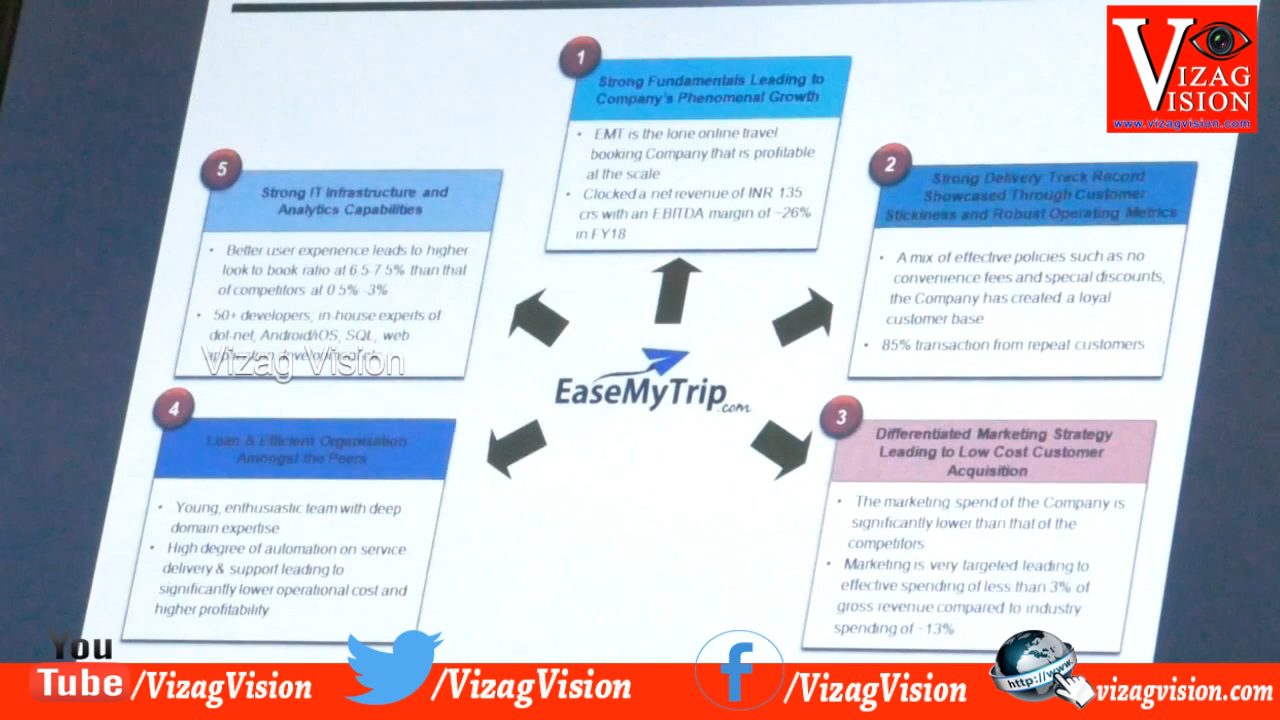 VIZAG
VISION
www.vizagvision.com
1
Strong Fundamentals Leading to
Company's Phenomenal Growth
• EMT is the lone online travel
booking Company that is profitable
at the scale
• Clocked a net revenue of INR 135
crs with an EBITDA margin of ~26%
in FY18
2
Strong Delivery Track Record
Showcased Through Customer
Stickiness and Robust Operating Metrics
• A mix of effective policies such as no
convenience fees and special discounts,
the Company has created a loyal
customer base
• 85% transaction from repeat customers
3
Differentiated Marketing Strategy
Leading to Low Cost Customer
Acquisition
• The marketing spend of the Company is
significantly lower than that of the
competitors
• Marketing is very targeted leading to
effective spending of less than 3% of
gross revenue compared to industry
spending of ~13%
4
Lean & Efficient Organisation
Amongst the Peers
• Young, enthusiastic team with deep
domain expertise
• High degree of automation on service
delivery & support leading to
significantly lower operational cost and
higher profitability
5
Strong IT Infrastructure and
Analytics Capabilities
• Better user experience leads to higher
look to book ratio at 6.5-7.5% than that
of competitors at 0.5% -3%
• 50+ developers, in-house experts of
dot-net, Android/iOS, SQL, web
Vizag Vision
EaseMyTrip.com
You
Tube /VizagVision
/VizagVision
f /VizagVision
http://www.
vizagvision.com